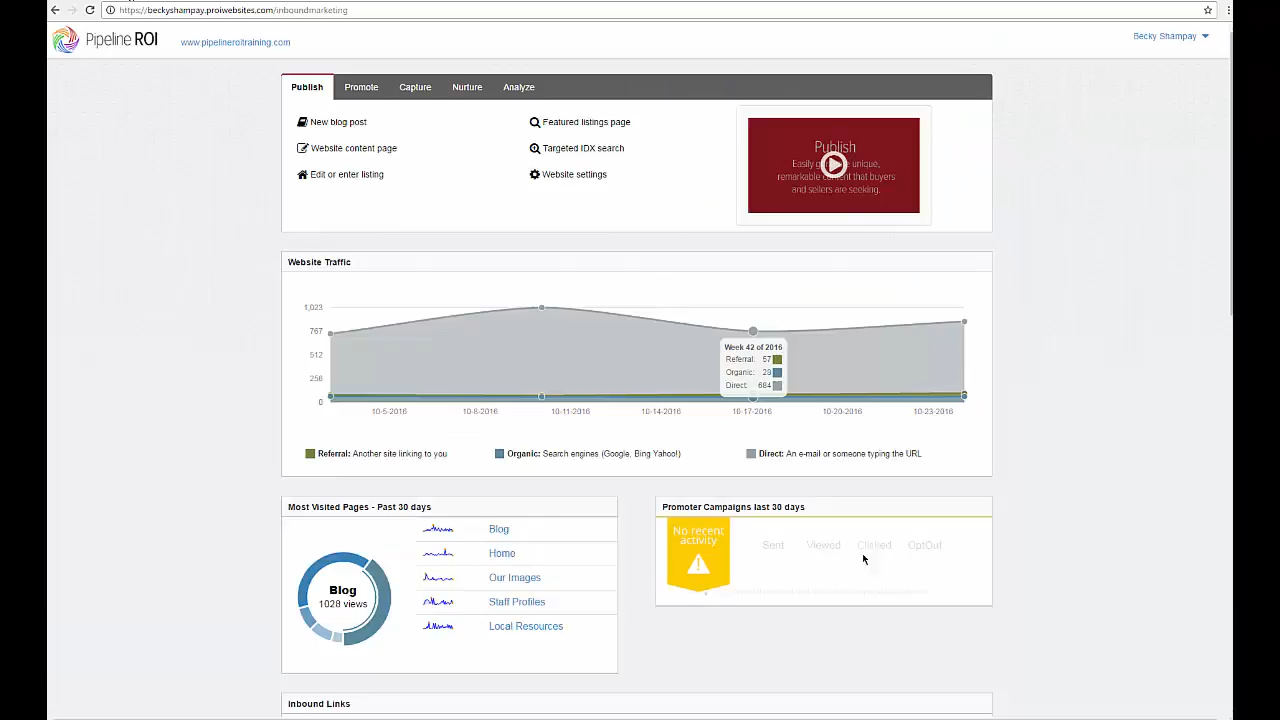 https://beckyshampay.proiwebsites.com/inboundmarketing
Pipeline ROI
www.pipelineroitraining.com
Becky Shampay
Publish Promote Capture Nurture Analyze
New blog post
Website content page
Edit or enter listing
Featured listings page
Targeted IDX search
Website settings
Publish
Easily unique,
remarkable content that buyers
and sellers are seeking.
Website Traffic
1,023
767
512
256
0
Week 42 of 2016
Referral: 57
Organic: 28
Direct: 684
10-5-2016 10-8-2016 10-11-2016 10-14-2016 10-17-2016 10-20-2016 10-23-2016
Referral: Another site linking to you
Organic: Search engines (Google, Bing Yahoo!)
Direct: An e-mail or someone typing the URL
Most Visited Pages - Past 30 days
Blog
1028 views
Blog
Home
Our Images
Staff Profiles
Local Resources
Promoter Campaigns last 30 days
No recent
activity
Sent Viewed Clicked OptOut
Inbound Links